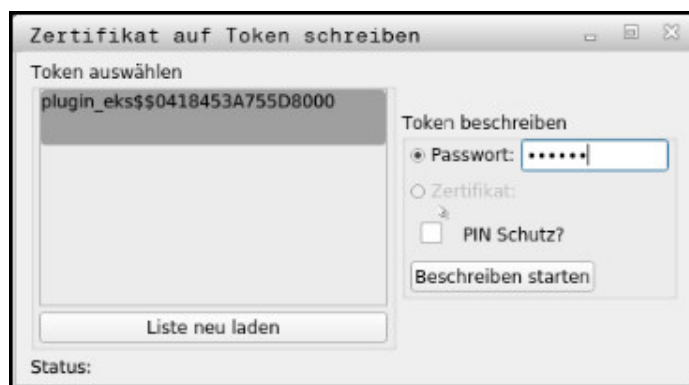 Zertifikat auf Token schreiben
Token auswählen
plugin_eks$$0418453A755D8000
Token beschreiben
Passwort: ••••••
Zertifikat:
PIN Schutz?
Beschreiben starten
Liste neu laden
Status: